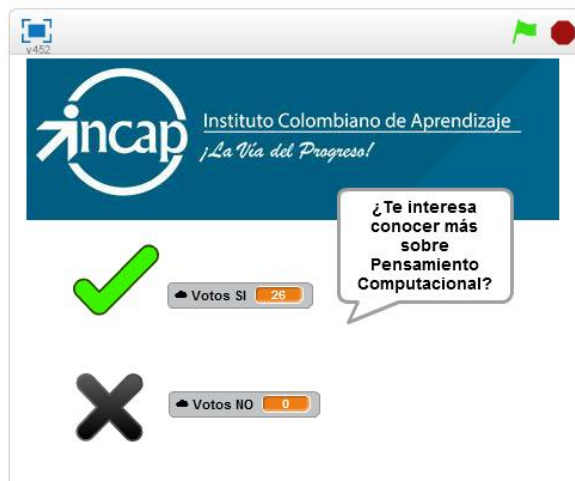 v452
incap
Instituto Colombiano de Aprendizaje
¡La Vía del Progreso!
¿Te interesa
conocer más
sobre
Pensamiento
Computacional?
Votos SI 26
Votos NO 0